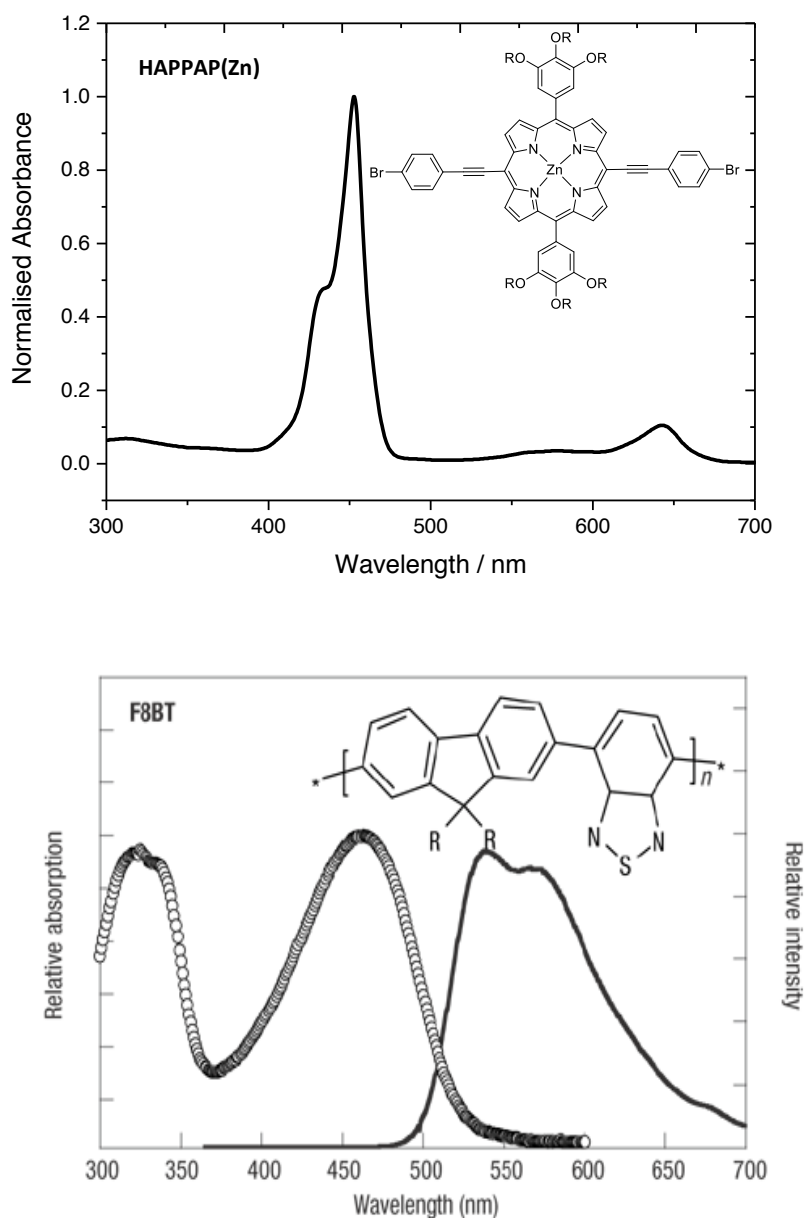 1.2
1.0
0.8
0.6
0.4
0.2
0.0
Normalised Absorbance
HAPPAP(Zn)
OR
RO OR
N N
Br Zn Br
N N
RO OR
OR
300 400 500 600 700
Wavelength / nm
F8BT
* [ ]n *
R R
N N
S
Relative absorption
Relative intensity
300 350 400 450 500 550 600 650 700
Wavelength (nm)